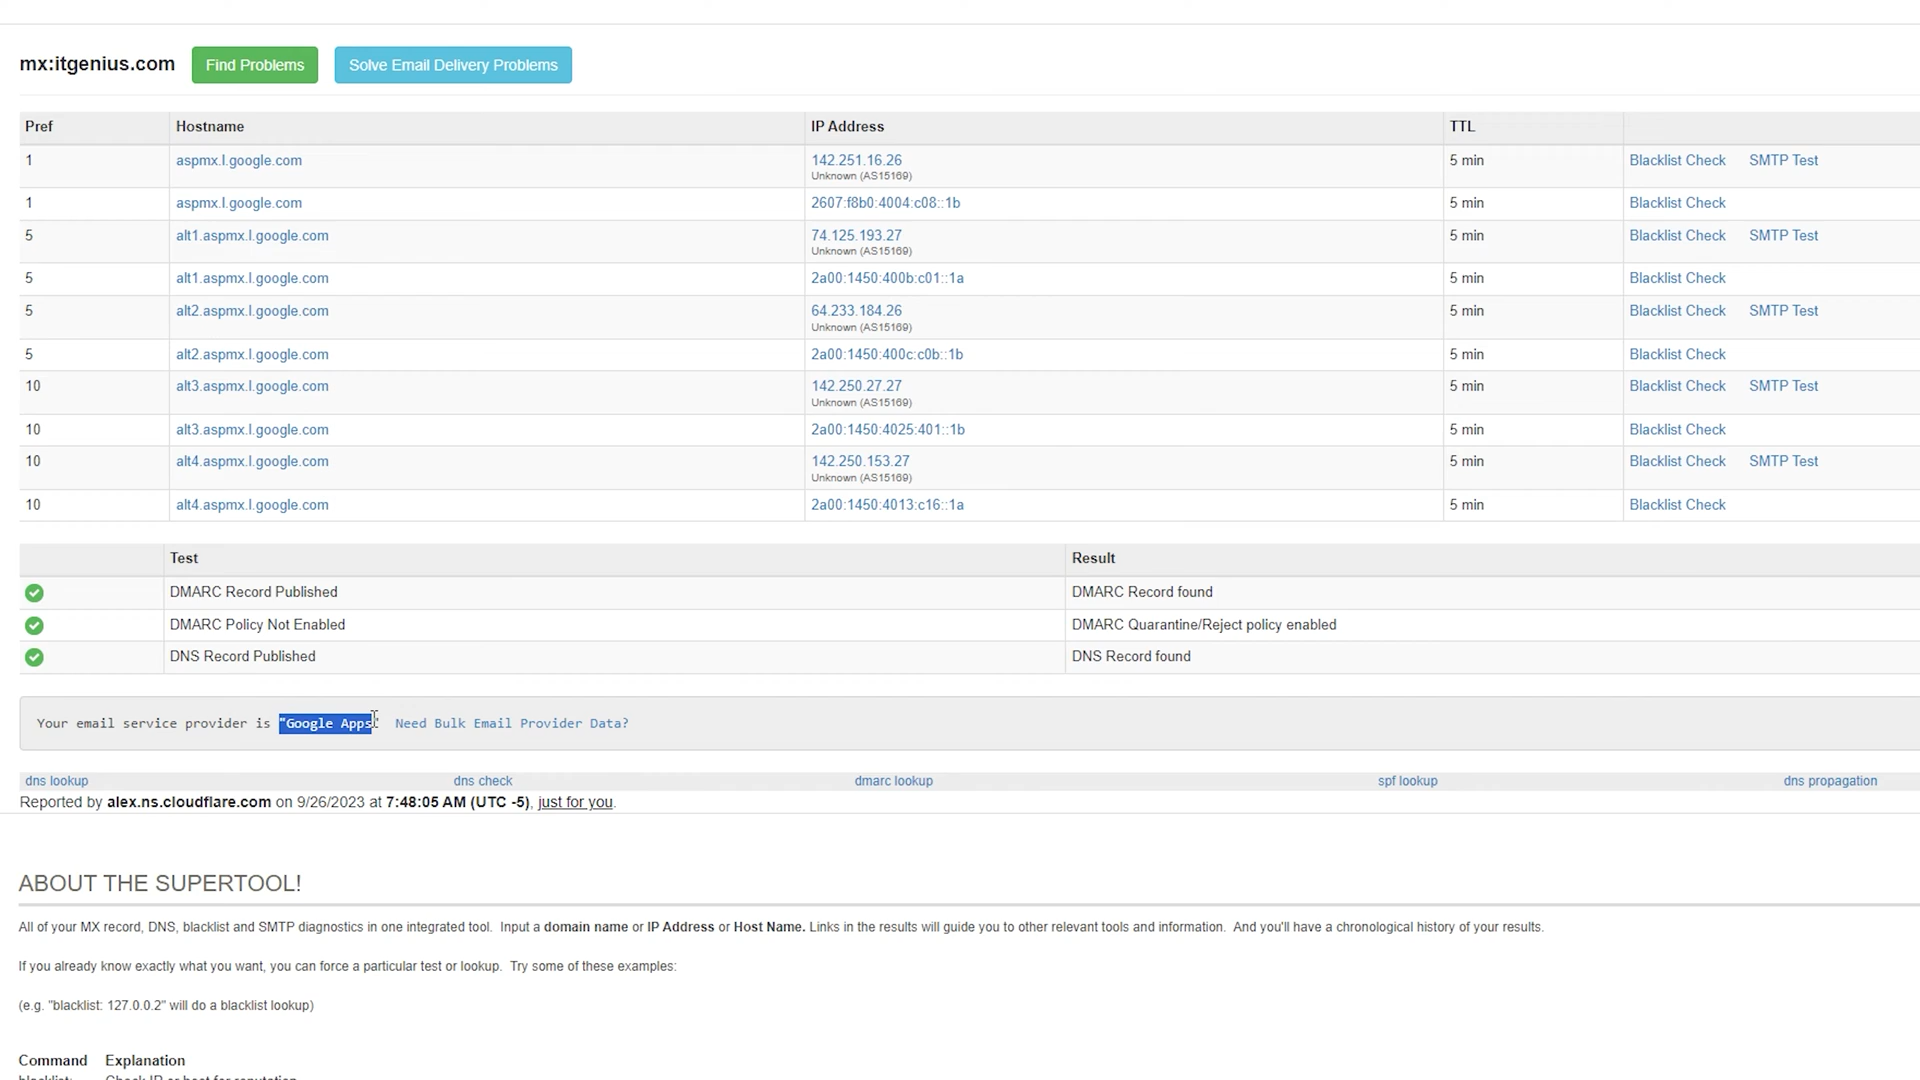 mx:itgenius.com Find Problems Solve Email Delivery Problems
Pref Hostname IP Address TTL
1 aspmx.l.google.com 142.251.16.26 5 min Blacklist Check SMTP Test
Unknown (AS15169)
1 aspmx.l.google.com 2607:f8b0:4004:c08::1b 5 min Blacklist Check
5 alt1.aspmx.l.google.com 74.125.193.27 5 min Blacklist Check SMTP Test
Unknown (AS15169)
5 alt1.aspmx.l.google.com 2a00:1450:400b:c01::1a 5 min Blacklist Check
5 alt2.aspmx.l.google.com 64.233.184.26 5 min Blacklist Check SMTP Test
Unknown (AS15169)
5 alt2.aspmx.l.google.com 2a00:1450:400c:c0b::1b 5 min Blacklist Check
10 alt3.aspmx.l.google.com 142.250.27.27 5 min Blacklist Check SMTP Test
Unknown (AS15169)
10 alt3.aspmx.l.google.com 2a00:1450:4025:401::1b 5 min Blacklist Check
10 alt4.aspmx.l.google.com 142.250.153.27 5 min Blacklist Check SMTP Test
Unknown (AS15169)
10 alt4.aspmx.l.google.com 2a00:1450:4013:c16::1a 5 min Blacklist Check
Test Result
DMARC Record Published DMARC Record found
DMARC Policy Not Enabled DMARC Quarantine/Reject policy enabled
DNS Record Published DNS Record found
Your email service provider is "Google Apps" Need Bulk Email Provider Data?
dns lookup dns check dmarc lookup spf lookup dns propagation
Reported by alex.ns.cloudflare.com on 9/26/2023 at 7:48:05 AM (UTC -5), just for you.
ABOUT THE SUPERTOOL!
All of your MX record, DNS, blacklist and SMTP diagnostics in one integrated tool. Input a domain name or IP Address or Host Name. Links in the results will guide you to other relevant tools and information. And you'll have a chronological history of your results.
If you already know exactly what you want, you can force a particular test or lookup. Try some of these examples:
(e.g. "blacklist: 127.0.0.2" will do a blacklist lookup)
Command Explanation
blacklist: Check IP or host for reputation